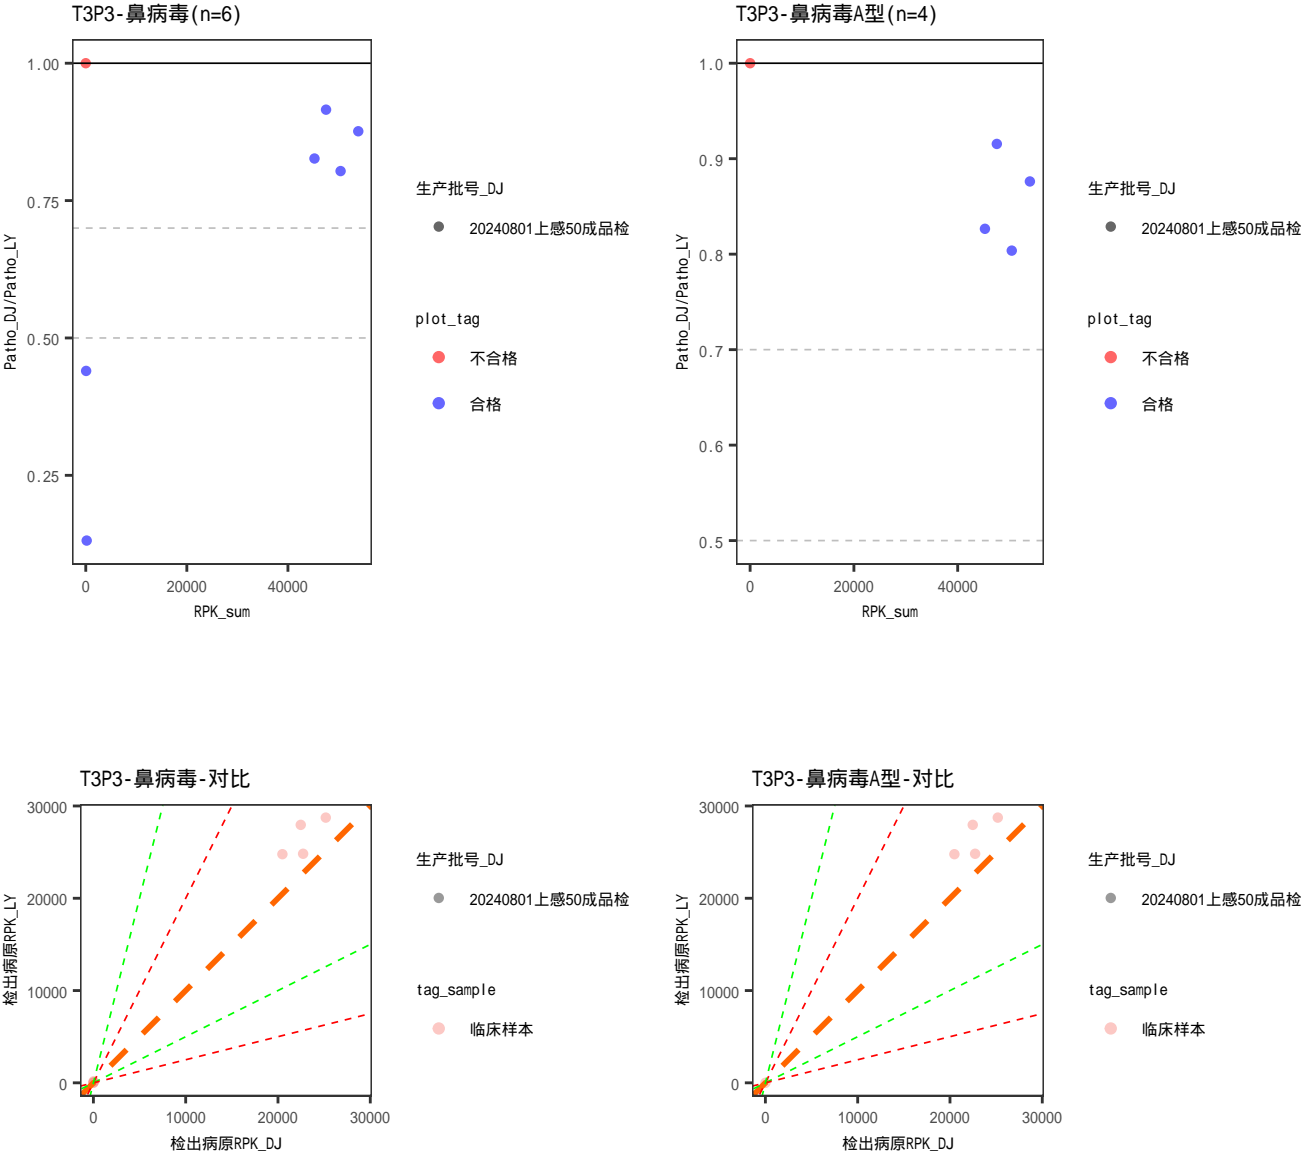 T3P3-鼻病毒(n=6)
1.00
0.75
0.50
0.25
Patho_DJ/Patho_LY
0
20000
40000
RPK_sum
生产批号_DJ
20240801上感50成品检
plot_tag
不合格
合格
T3P3-鼻病毒A型(n=4)
1.0
0.9
0.8
0.7
0.6
0.5
Patho_DJ/Patho_LY
0
20000
40000
RPK_sum
生产批号_DJ
20240801上感50成品检
plot_tag
不合格
合格
T3P3-鼻病毒-对比
30000
20000
10000
0
检出病原RPK_LY
0
10000
20000
30000
检出病原RPK_DJ
生产批号_DJ
20240801上感50成品检
tag_sample
临床样本
T3P3-鼻病毒A型-对比
30000
20000
10000
0
检出病原RPK_LY
0
10000
20000
30000
检出病原RPK_DJ
生产批号_DJ
20240801上感50成品检
tag_sample
临床样本